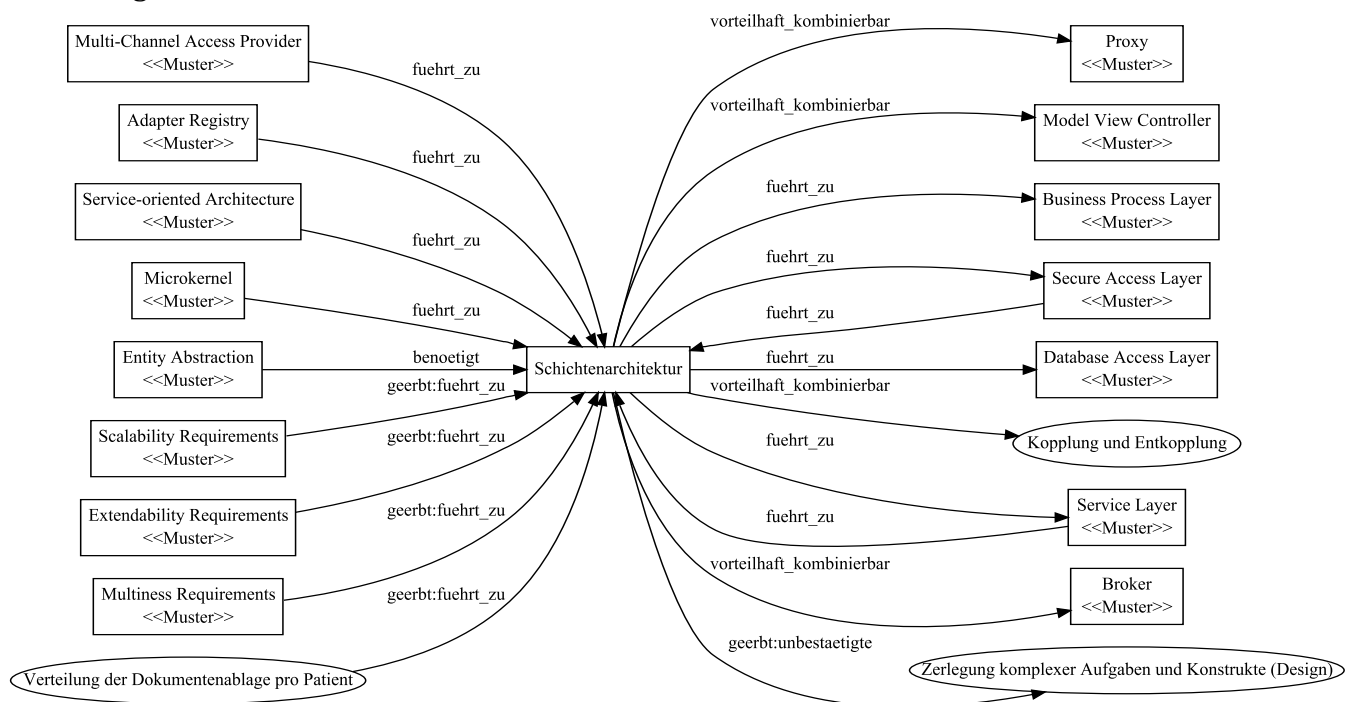 Multi-Channel Access Provider
<<Muster>>
Adapter Registry
<<Muster>>
Service-oriented Architecture
<<Muster>>
Microkernel
<<Muster>>
Entity Abstraction
<<Muster>>
Scalability Requirements
<<Muster>>
Extendability Requirements
<<Muster>>
Multiness Requirements
<<Muster>>
Verteilung der Dokumentenablage pro Patient
fuehrt_zu
fuehrt_zu
fuehrt_zu
fuehrt_zu
benoetigt
geerbt:fuehrt_zu
geerbt:fuehrt_zu
geerbt:fuehrt_zu
geerbt:fuehrt_zu
Schichtenarchitektur
vorteilhaft_kombinierbar
vorteilhaft_kombinierbar
fuehrt_zu
fuehrt_zu
fuehrt_zu
fuehrt_zu
vorteilhaft_kombinierbar
fuehrt_zu
fuehrt_zu
vorteilhaft_kombinierbar
geerbt:unbestaetigte
Proxy
<<Muster>>
Model View Controller
<<Muster>>
Business Process Layer
<<Muster>>
Secure Access Layer
<<Muster>>
Database Access Layer
<<Muster>>
Kopplung und Entkopplung
Service Layer
<<Muster>>
Broker
<<Muster>>
Zerlegung komplexer Aufgaben und Konstrukte (Design)